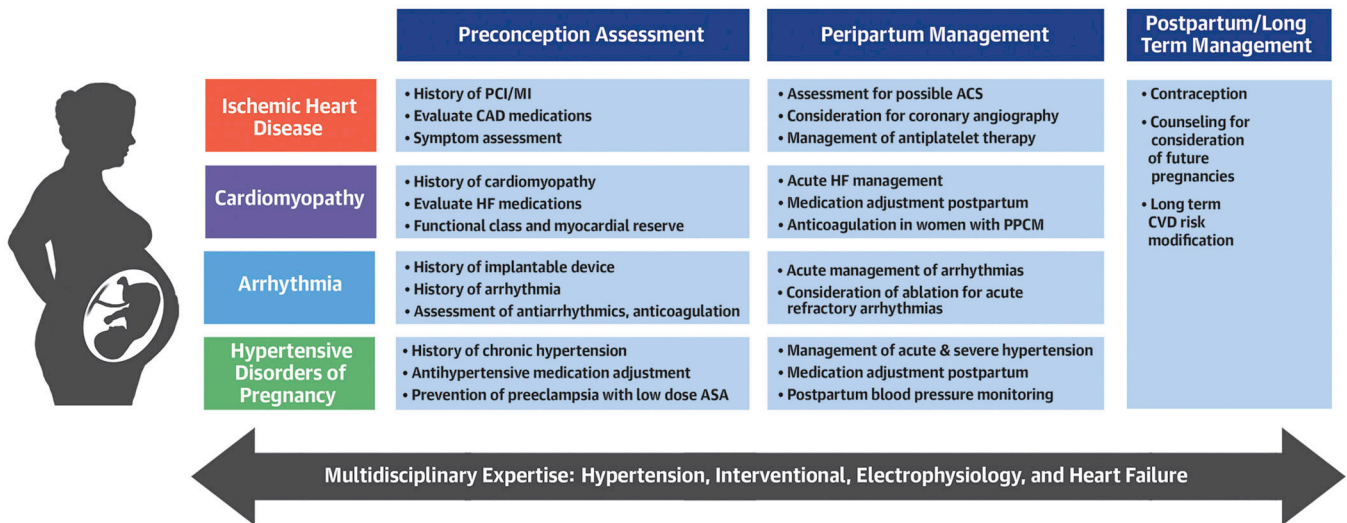 Preconception Assessment
Peripartum Management
Postpartum/Long
Term Management
Ischemic Heart
Disease
• History of PCI/MI
• Evaluate CAD medications
• Symptom assessment
• Assessment for possible ACS
• Consideration for coronary angiography
• Management of antiplatelet therapy
• Contraception
• Counseling for
consideration
of future
pregnancies
• Long term
CVD risk
modification
Cardiomyopathy
• History of cardiomyopathy
• Evaluate HF medications
• Functional class and myocardial reserve
• Acute HF management
• Medication adjustment postpartum
• Anticoagulation in women with PPCM
Arrhythmia
• History of implantable device
• History of arrhythmia
• Assessment of antiarrhythmics, anticoagulation
• Acute management of arrhythmias
• Consideration of ablation for acute
refractory arrhythmias
Hypertensive
Disorders of
Pregnancy
• History of chronic hypertension
• Antihypertensive medication adjustment
• Prevention of preeclampsia with low dose ASA
• Management of acute & severe hypertension
• Medication adjustment postpartum
• Postpartum blood pressure monitoring
Multidisciplinary Expertise: Hypertension, Interventional, Electrophysiology, and Heart Failure